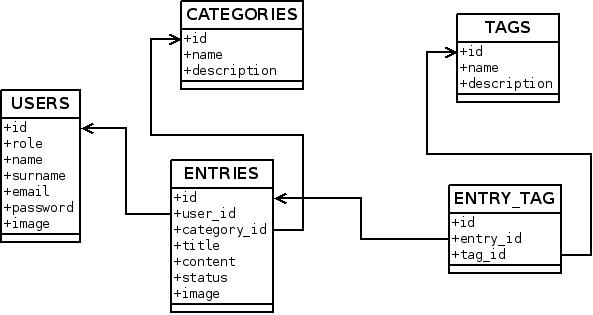 CATEGORIES
+id
+name
+description
TAGS
+id
+name
+description
USERS
+id
+role
+name
+surname
+email
+password
+image
ENTRIES
+id
+user_id
+category_id
+title
+content
+status
+image
ENTRY_TAG
+id
+entry_id
+tag_id